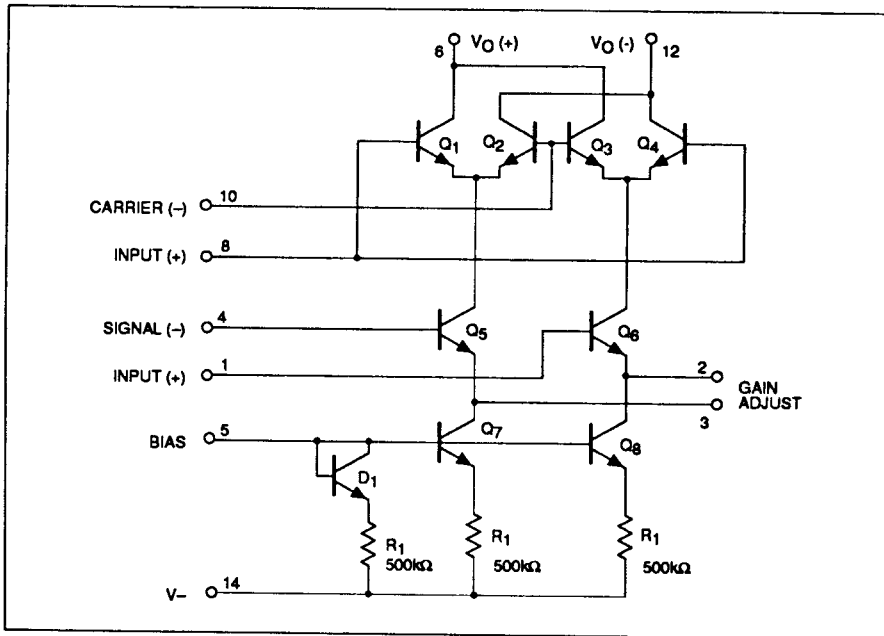 6 VO (+) VO (-) 12
Q1 Q2 Q3 Q4
CARRIER (–) 10
INPUT (+) 8
SIGNAL (–) 4 Q5 Q6
INPUT (+) 1
2
GAIN
ADJUST
3
BIAS 5 Q7 Q8
D1
R1 R1 R1
500kΩ 500kΩ 500kΩ
V– 14